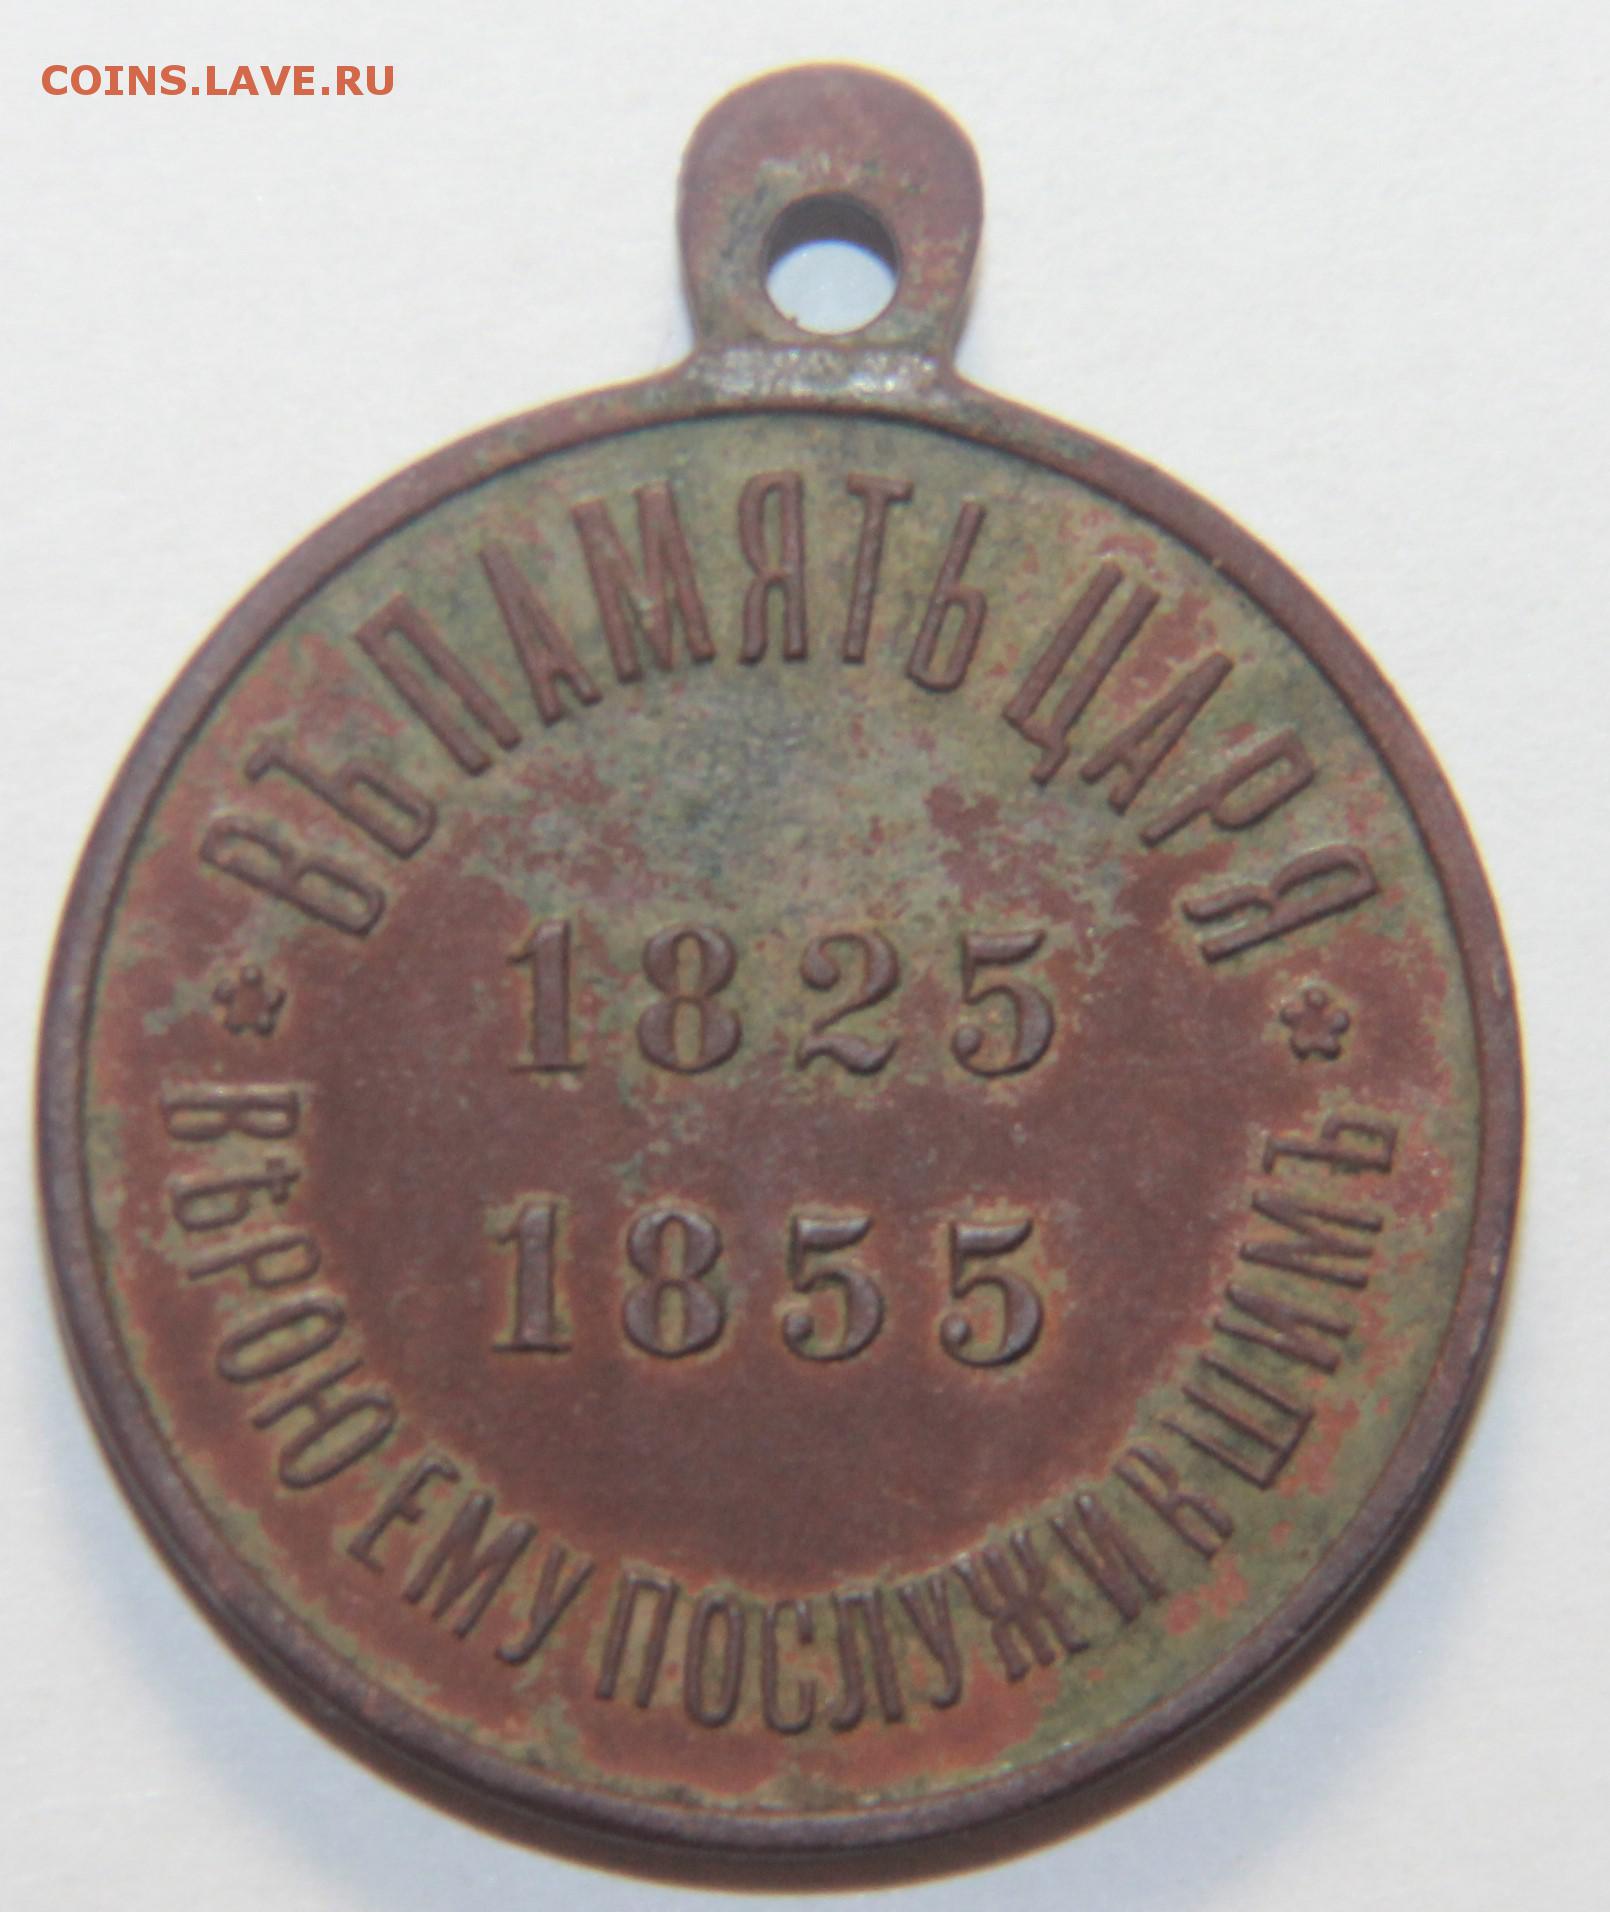 COINS.LAVE.RU
ВЪ ПАМЯТЬ ЦАРЯ
1825
1855
ВѢРОЮ ЕМУ ПОСЛУЖИВШИМЪ